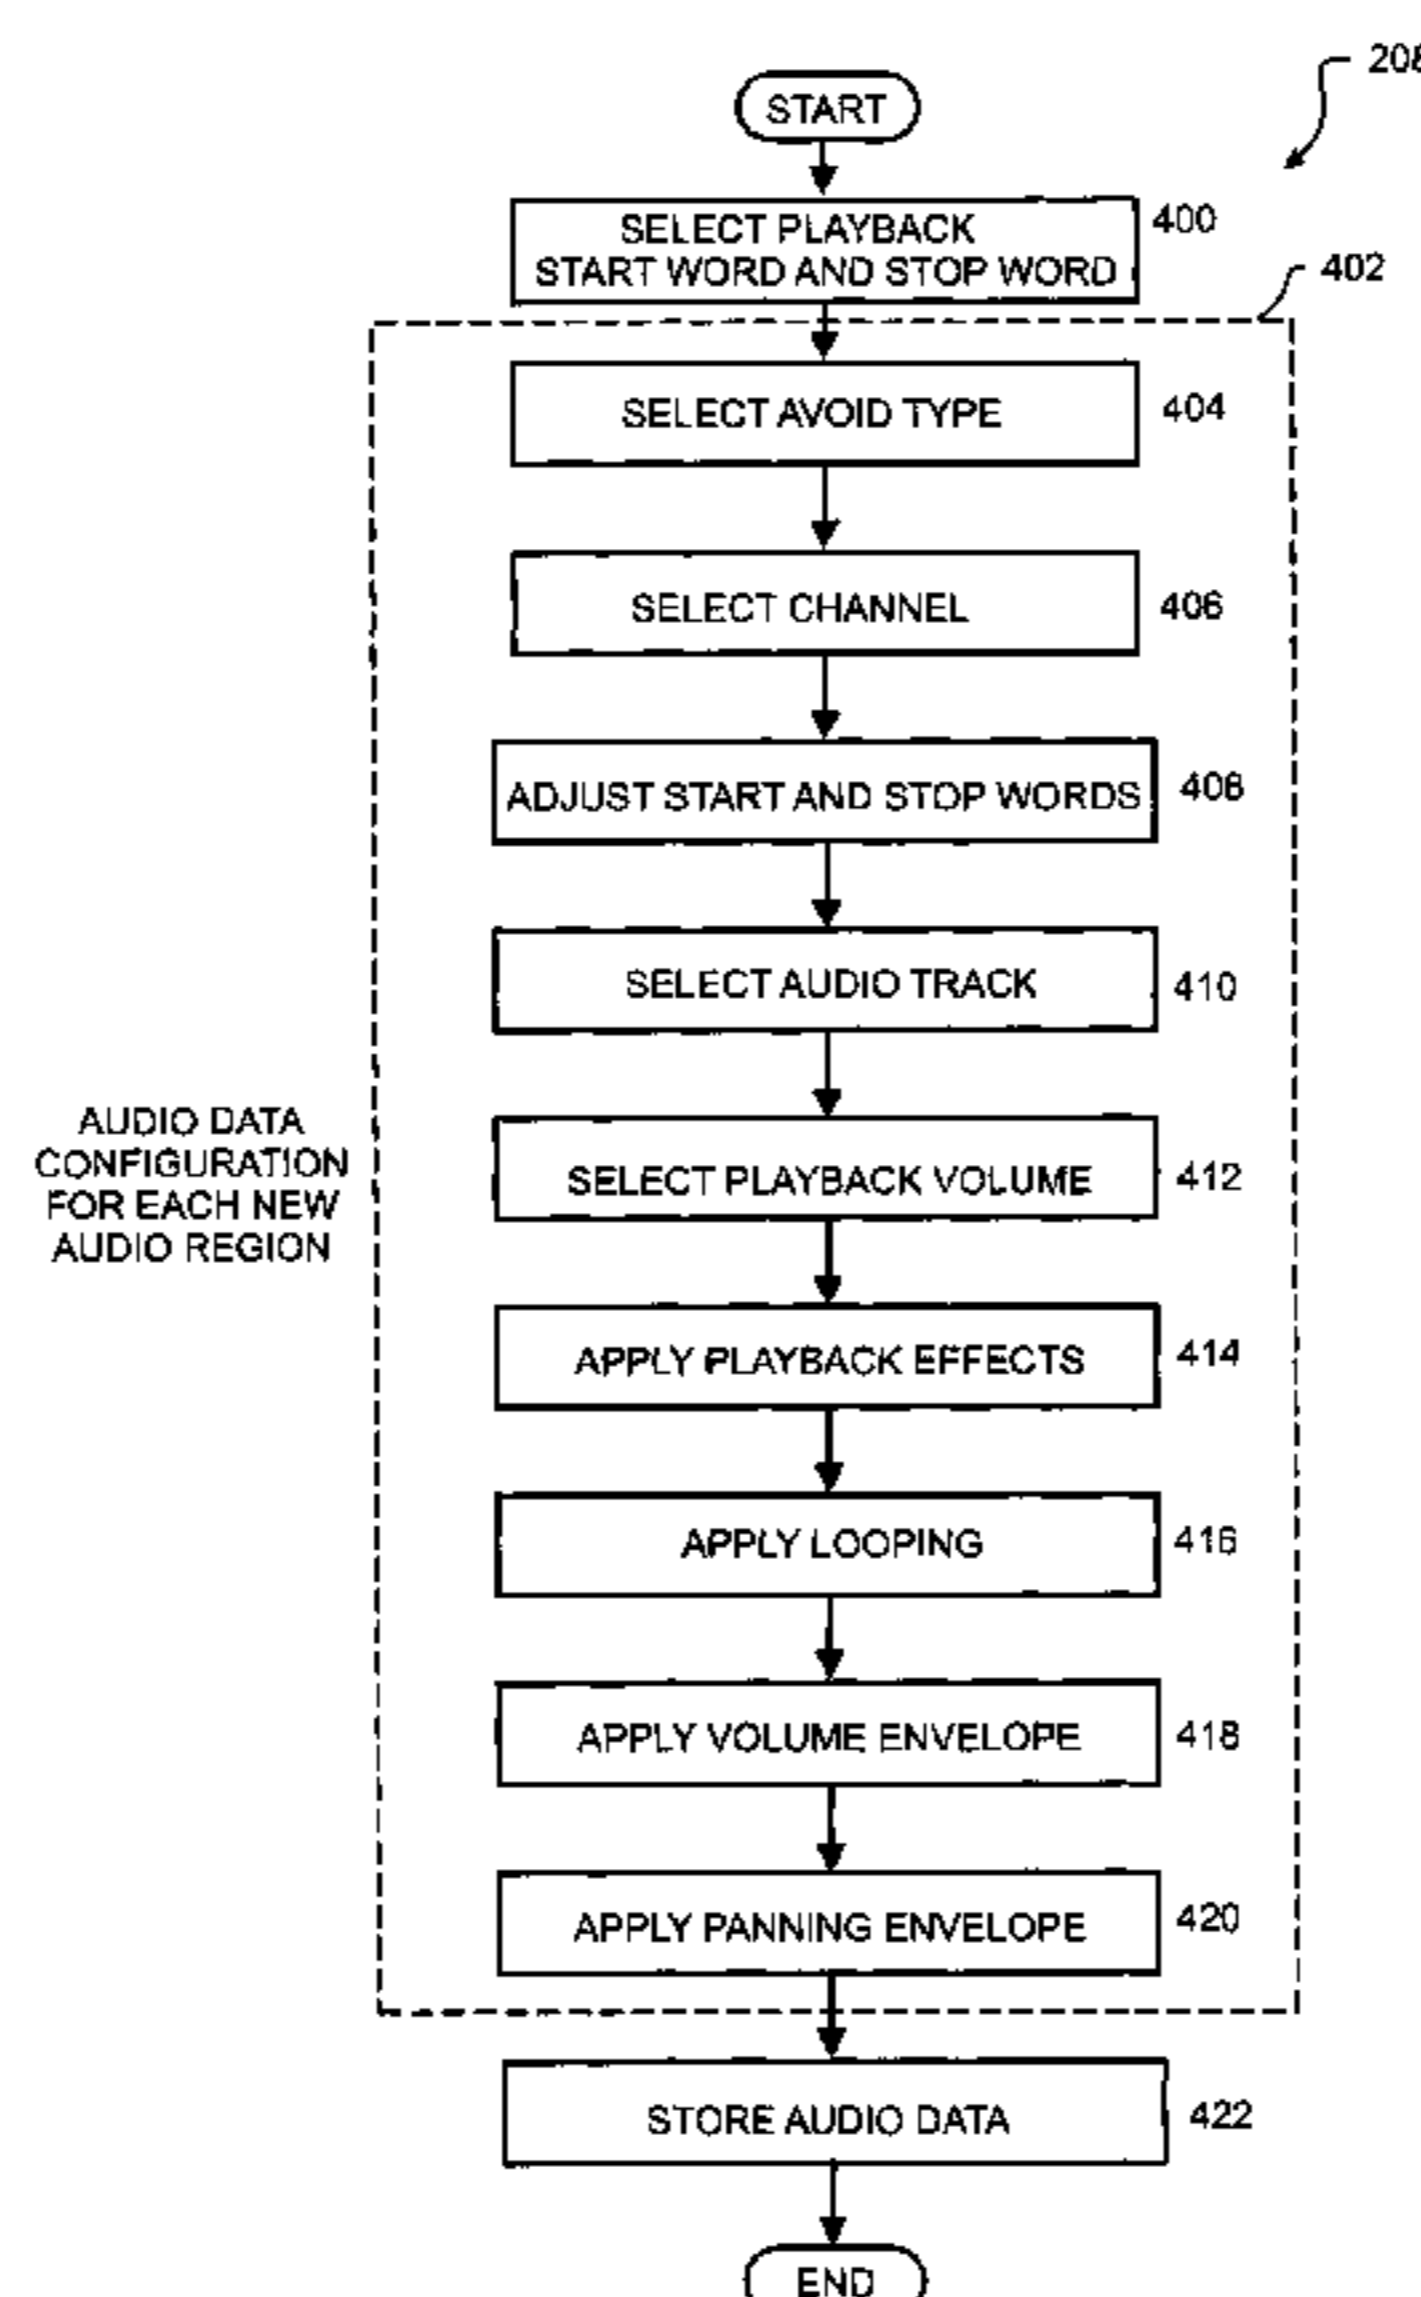 208
START
SELECT PLAYBACK
START WORD AND STOP WORD
400
402
SELECT AVOID TYPE
404
SELECT CHANNEL
406
ADJUST START AND STOP WORDS
408
SELECT AUDIO TRACK
410
AUDIO DATA
CONFIGURATION
FOR EACH NEW
AUDIO REGION
SELECT PLAYBACK VOLUME
412
APPLY PLAYBACK EFFECTS
414
APPLY LOOPING
416
APPLY VOLUME ENVELOPE
418
APPLY PANNING ENVELOPE
420
STORE AUDIO DATA
422
END